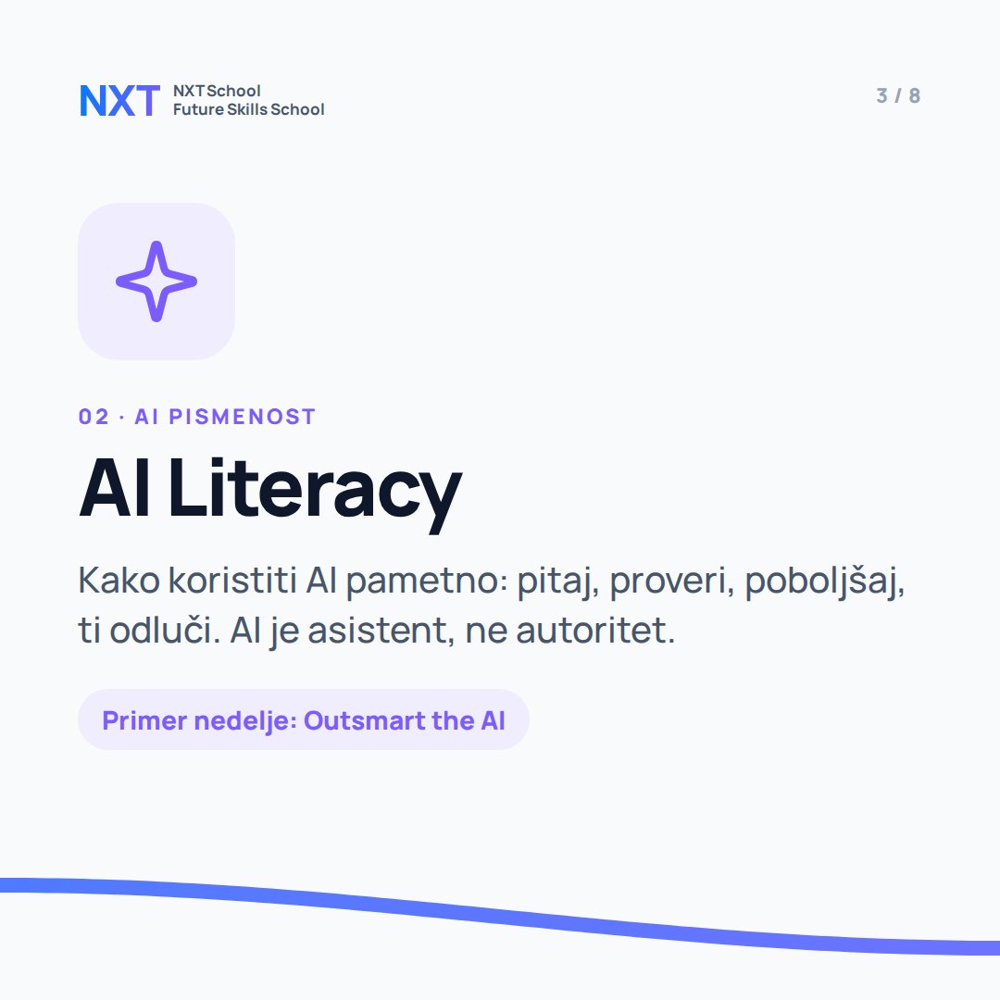 NXT
NXT School
Future Skills School
3 / 8
02 · AI PISMENOST
AI Literacy
Kako koristiti AI pametno: pitaj, proveri, poboljšaj,
ti odluči. AI je asistent, ne autoritet.
Primer nedelje: Outsmart the AI